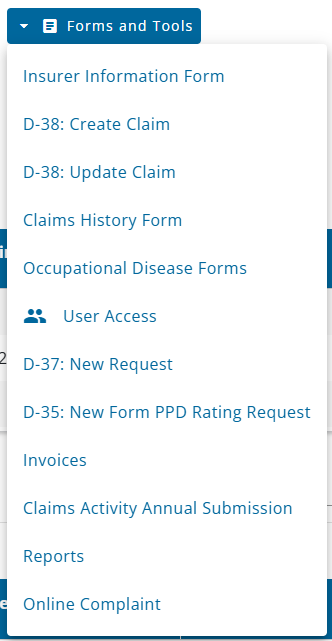 Forms and Tools
Insurer Information Form
D-38: Create Claim
D-38: Update Claim
Claims History Form
Occupational Disease Forms
User Access
D-37: New Request
D-35: New Form PPD Rating Request
Invoices
Claims Activity Annual Submission
Reports
Online Complaint